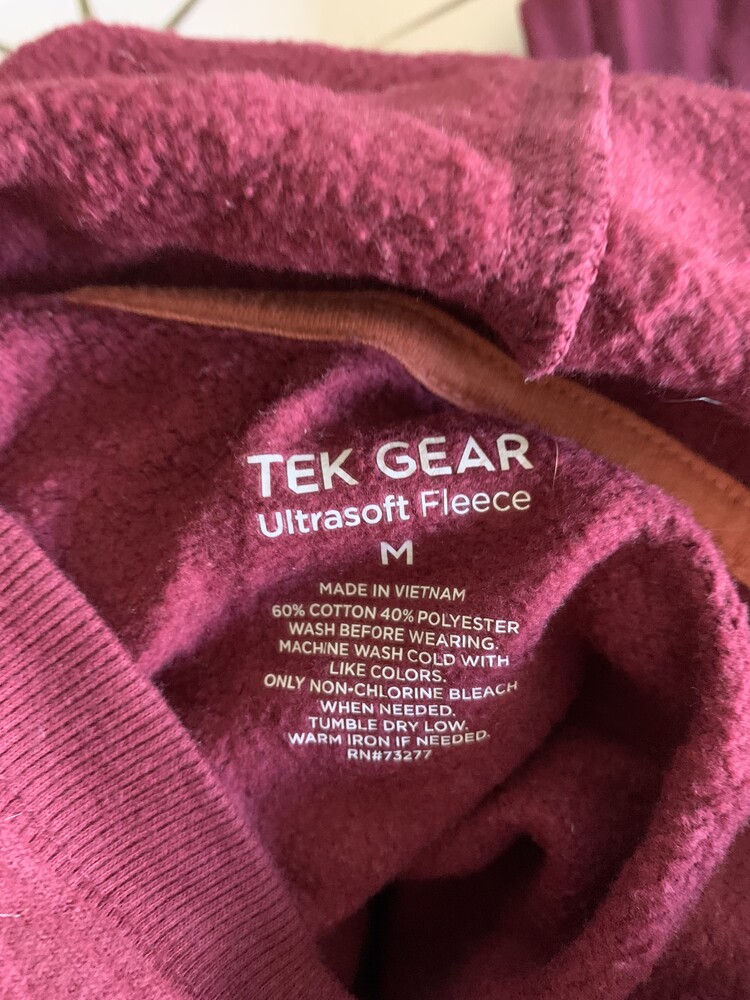 TEK GEAR
Ultrasoft Fleece
M
MADE IN VIETNAM
60% COTTON 40% POLYESTER
WASH BEFORE WEARING.
MACHINE WASH COLD WITH
LIKE COLORS.
ONLY NON-CHLORINE BLEACH
WHEN NEEDED.
TUMBLE DRY LOW.
WARM IRON IF NEEDED.
RN#73277